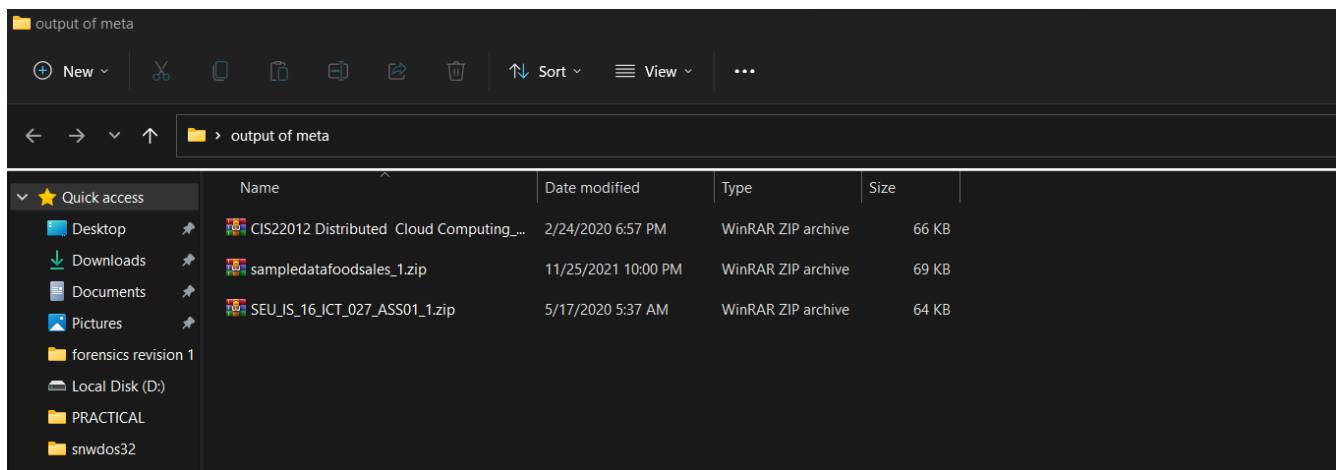 output of meta
New Sort View ...
output of meta
Name Date modified Type Size
Quick access
Desktop
Downloads
Documents
Pictures
forensics revision 1
Local Disk (D:)
PRACTICAL
snwdos32
CIS22012 Distributed Cloud Computing_... 2/24/2020 6:57 PM WinRAR ZIP archive 66 KB
sampledatafoodsales_1.zip 11/25/2021 10:00 PM WinRAR ZIP archive 69 KB
SEU_IS_16_ICT_027_ASS01_1.zip 5/17/2020 5:37 AM WinRAR ZIP archive 64 KB